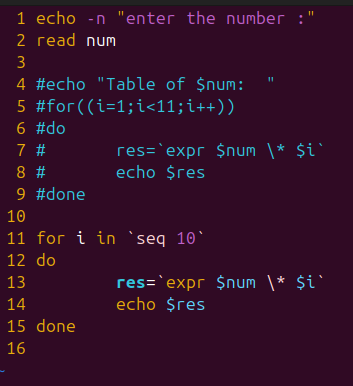 1 echo -n "enter the number :"
2 read num
3
4 #echo "Table of $num:  "
5 #for((i=1;i<11;i++))
6 #do
7 #       res=`expr $num \* $i`
8 #       echo $res
9 #done
10
11 for i in `seq 10`
12 do
13         res=`expr $num \* $i`
14         echo $res
15 done
16
~